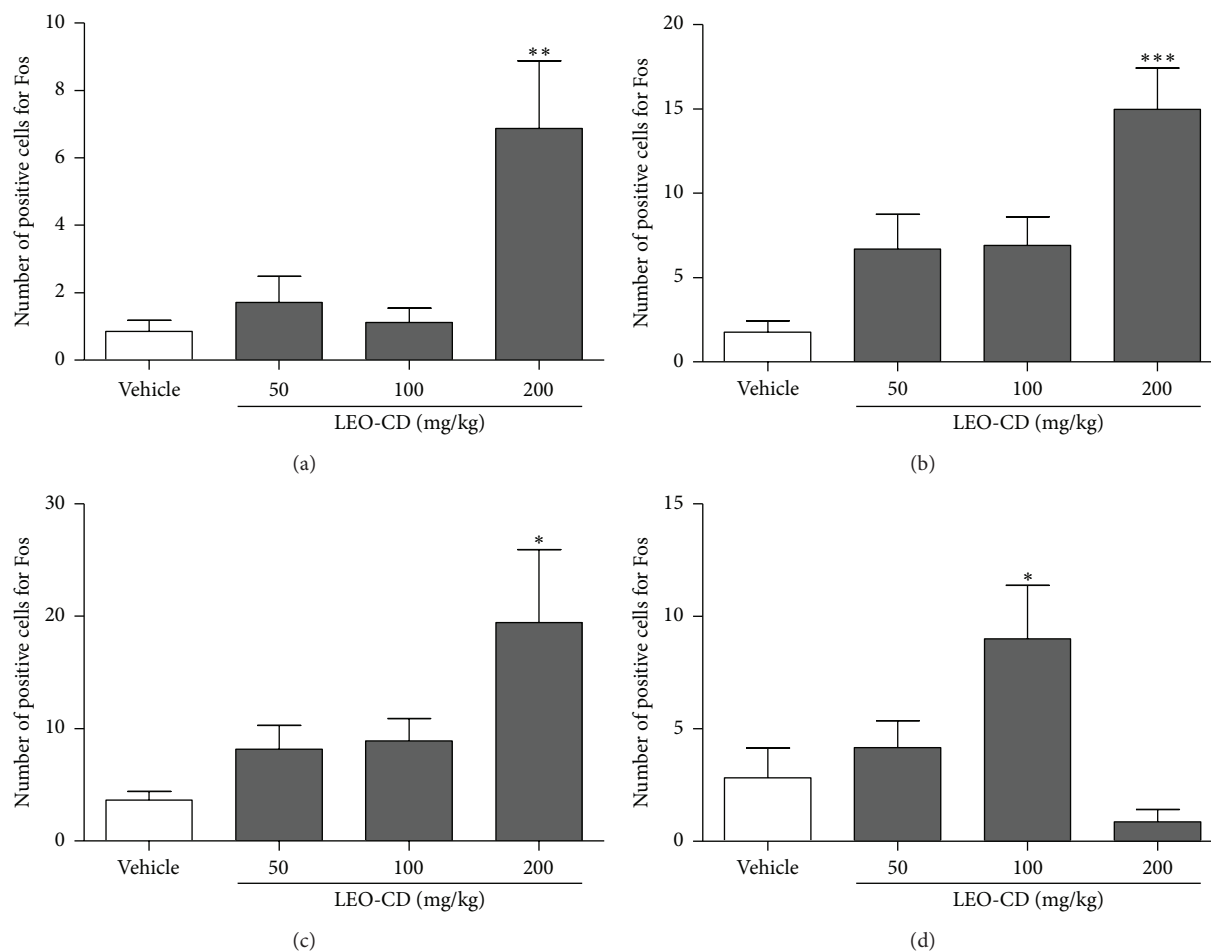 Number of positive cells for Fos
10
8
6
4
2
0
**
Vehicle 50 100 200
LEO-CD (mg/kg)
(a)
Number of positive cells for Fos
20
15
10
5
0
***
Vehicle 50 100 200
LEO-CD (mg/kg)
(b)
Number of positive cells for Fos
30
20
10
0
*
Vehicle 50 100 200
LEO-CD (mg/kg)
(c)
Number of positive cells for Fos
15
10
5
0
*
Vehicle 50 100 200
LEO-CD (mg/kg)
(d)